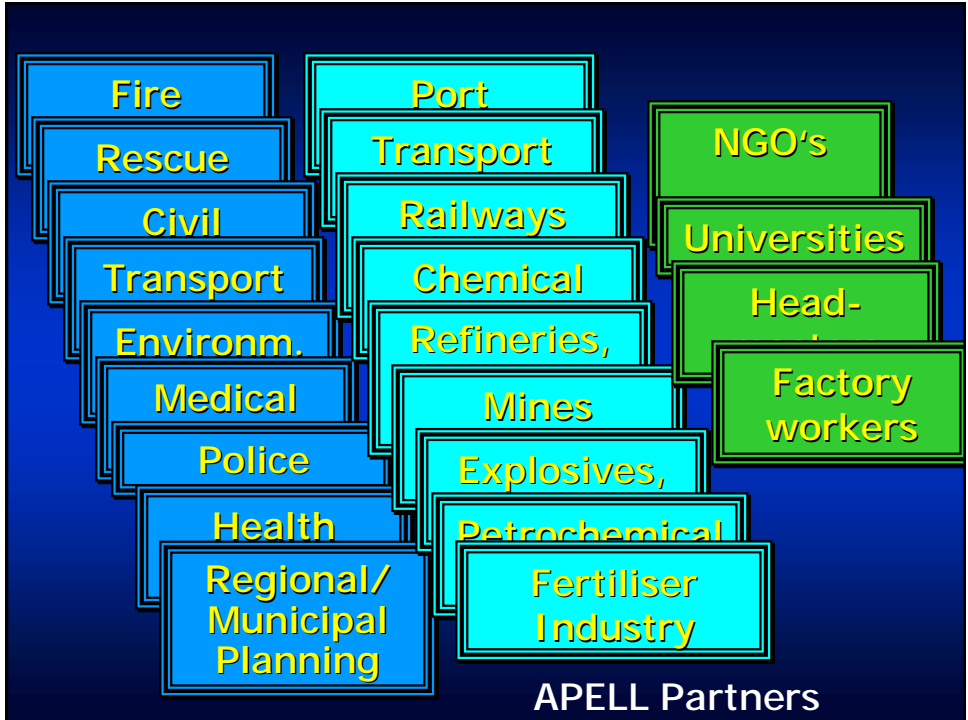 Fire
Rescue
Civil
Transport
Environm.
Medical
Police
Health
Regional/
Municipal
Planning
Port
Transport
Railways
Chemical
Refineries,
Mines
Explosives,
Petrochemical
Fertiliser
Industry
NGO's
Universities
Head-
Factory
workers
APELL Partners